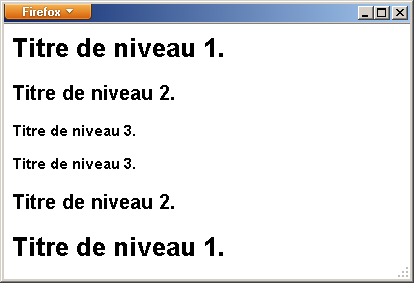 Firefox
Titre de niveau 1.
Titre de niveau 2.
Titre de niveau 3.
Titre de niveau 3.
Titre de niveau 2.
Titre de niveau 1.